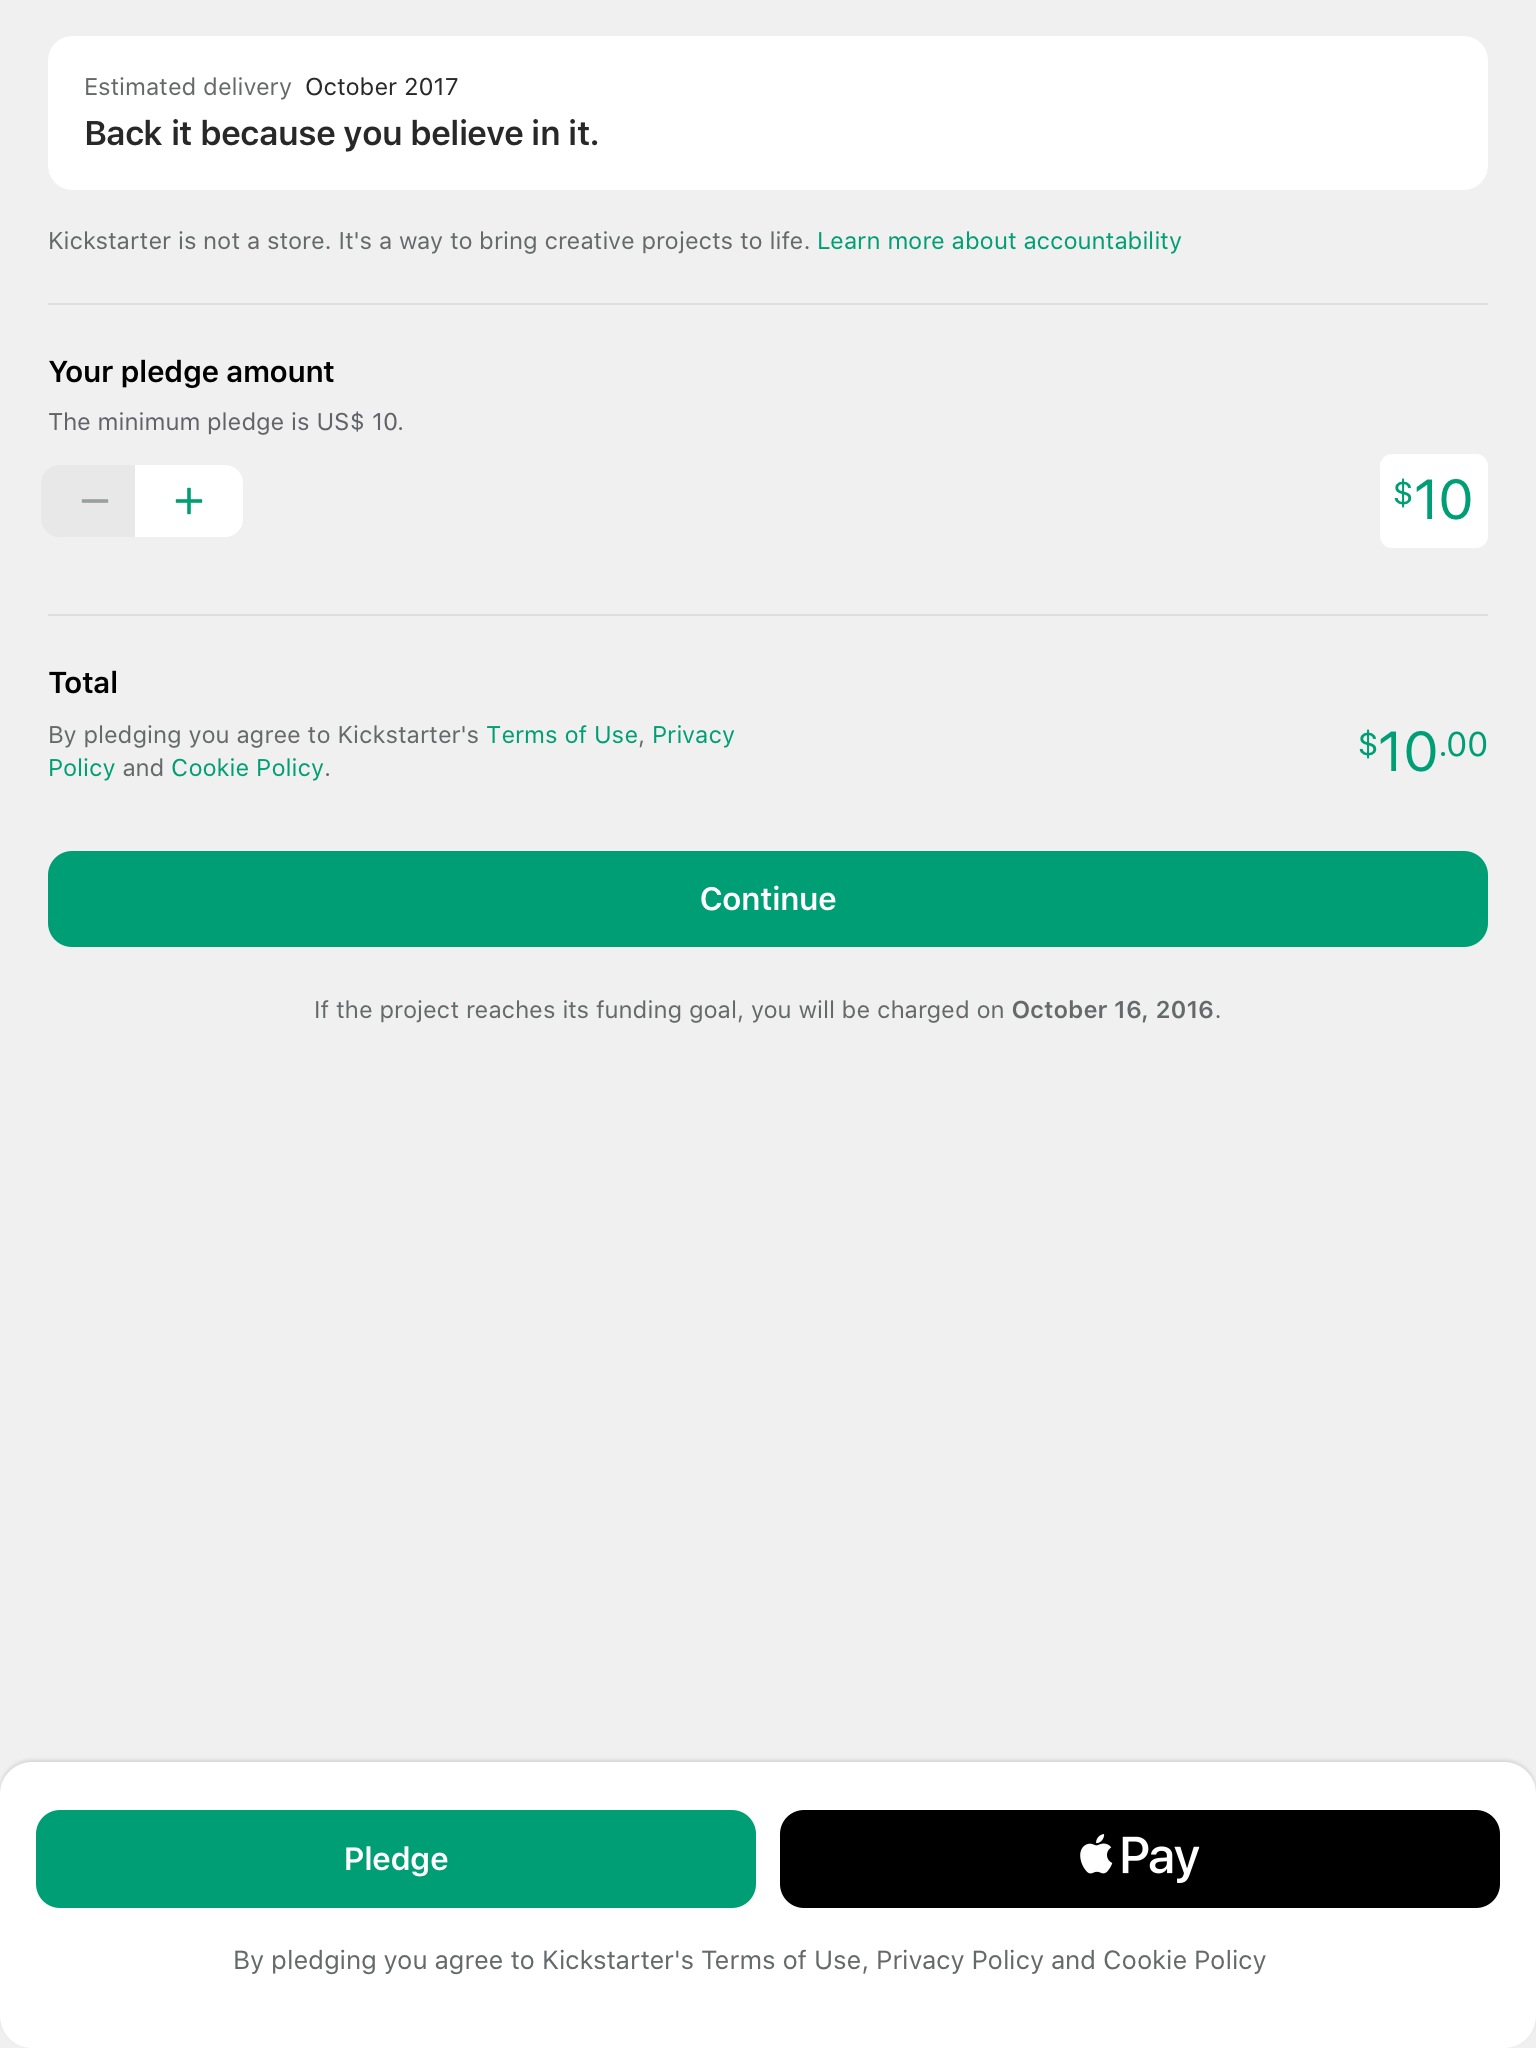 Estimated delivery October 2017
Back it because you believe in it.
Kickstarter is not a store. It's a way to bring creative projects to life. Learn more about accountability
Your pledge amount
The minimum pledge is US$ 10.
− +
$10
Total
By pledging you agree to Kickstarter's Terms of Use, Privacy
Policy and Cookie Policy.
$10.00
Continue
If the project reaches its funding goal, you will be charged on October 16, 2016.
Pledge
Pay
By pledging you agree to Kickstarter's Terms of Use, Privacy Policy and Cookie Policy